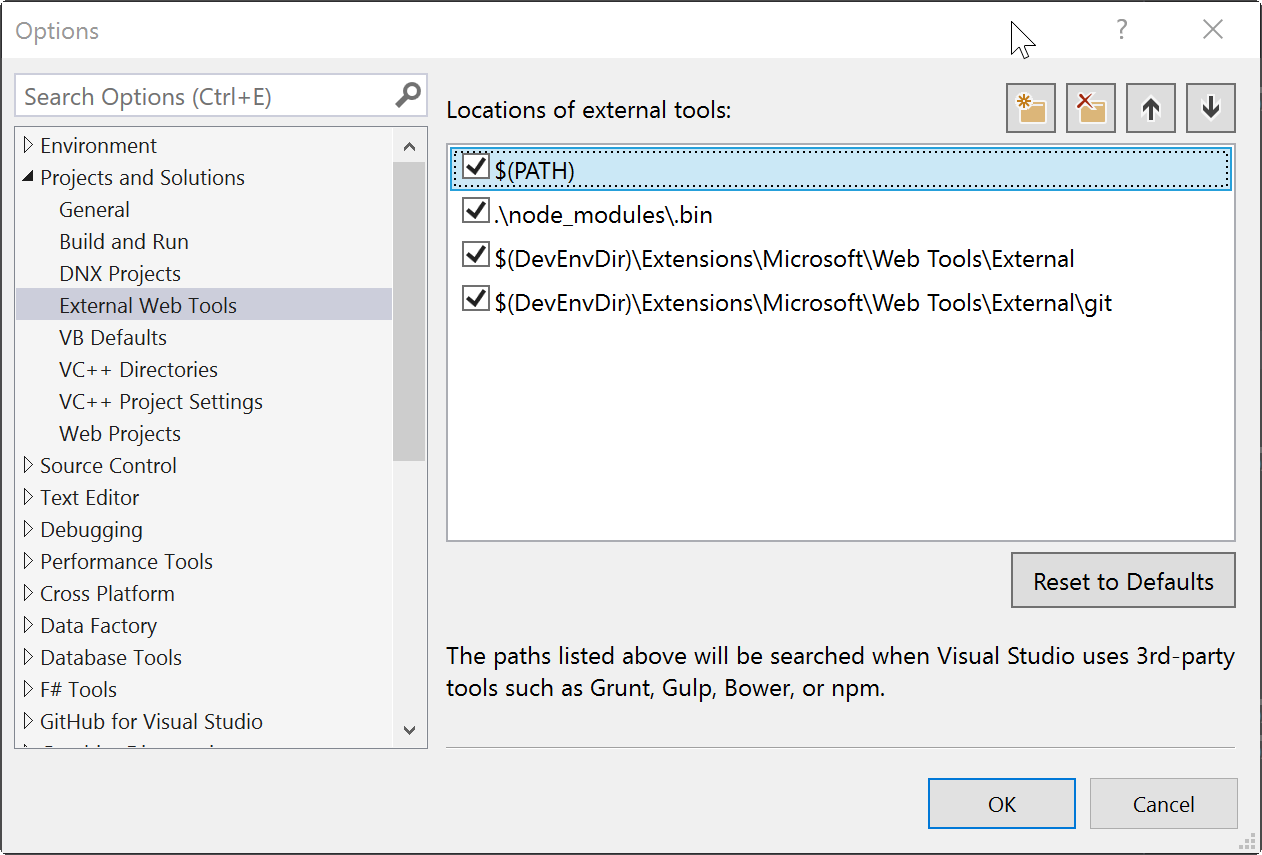 Options
?
Search Options (Ctrl+E)
Environment
Projects and Solutions
General
Build and Run
DNX Projects
External Web Tools
VB Defaults
VC++ Directories
VC++ Project Settings
Web Projects
Source Control
Text Editor
Debugging
Performance Tools
Cross Platform
Data Factory
Database Tools
F# Tools
GitHub for Visual Studio
Locations of external tools:
$(PATH)
.\node_modules\.bin
$(DevEnvDir)\Extensions\Microsoft\Web Tools\External
$(DevEnvDir)\Extensions\Microsoft\Web Tools\External\git
Reset to Defaults
The paths listed above will be searched when Visual Studio uses 3rd-party
tools such as Grunt, Gulp, Bower, or npm.
OK
Cancel